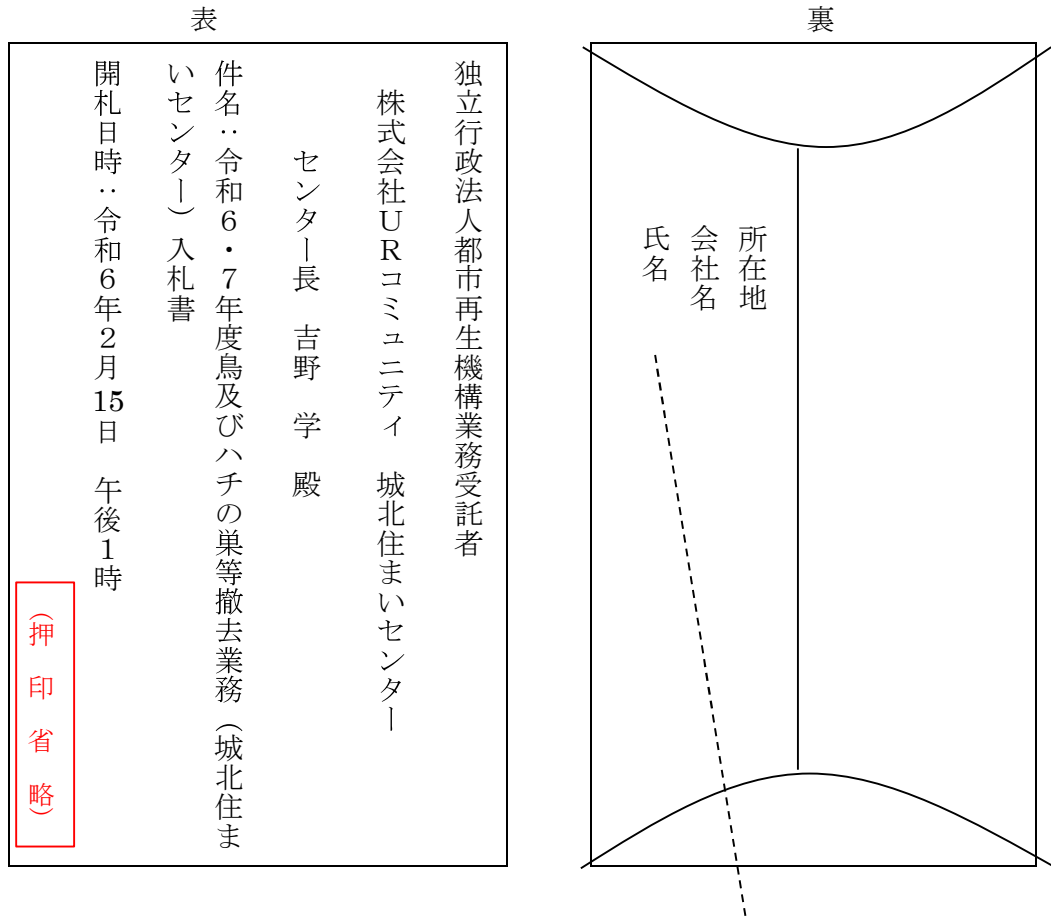 表
独立行政法人都市再生機構業務受託者
株式会社ＵＲコミュニティ　城北住まいセンター
センター長　吉野　学　殿
件名：令和６・７年度鳥及びハチの巣等撤去業務（城北住ま
いセンター）入札書
開札日時：令和６年２月15日　午後１時
（押印省略）
裏
所在地
会社名
氏名